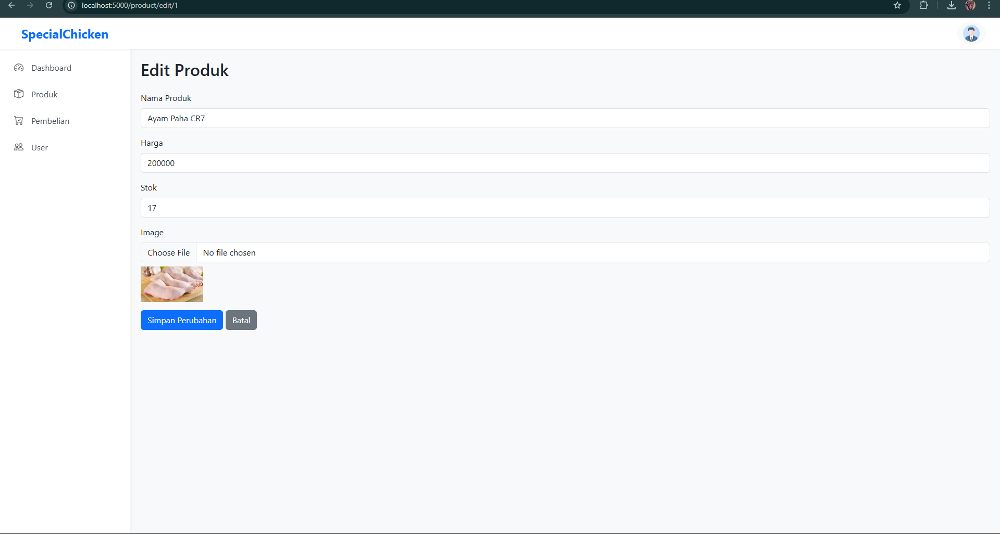 localhost:5000/product/edit/1
SpecialChicken
Dashboard
Produk
Pembelian
User
Edit Produk
Nama Produk
Ayam Paha CR7
Harga
200000
Stok
17
Image
Choose File No file chosen
Simpan Perubahan Batal